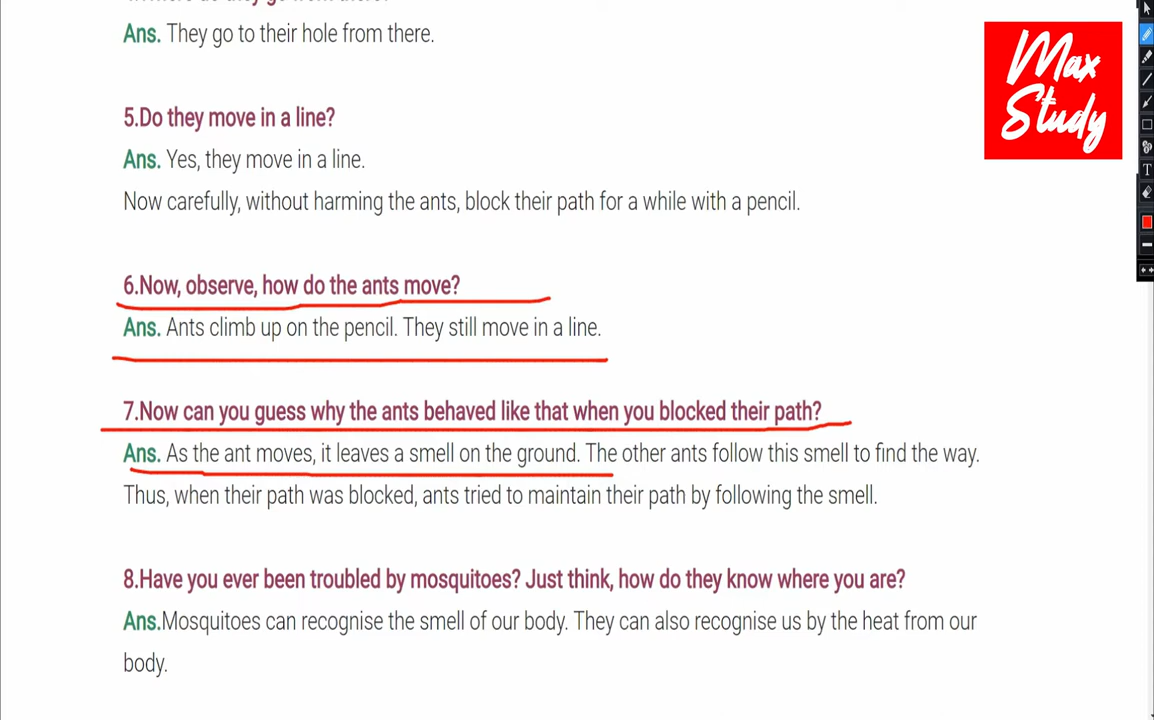 Ans. They go to their hole from there.
5.Do they move in a line?
Ans. Yes, they move in a line.
Now carefully, without harming the ants, block their path for a while with a pencil.
6.Now, observe, how do the ants move?
Ans. Ants climb up on the pencil. They still move in a line.
7.Now can you guess why the ants behaved like that when you blocked their path?
Ans. As the ant moves, it leaves a smell on the ground. The other ants follow this smell to find the way.
Thus, when their path was blocked, ants tried to maintain their path by following the smell.
8.Have you ever been troubled by mosquitoes? Just think, how do they know where you are?
Ans.Mosquitoes can recognise the smell of our body. They can also recognise us by the heat from our
body.
Max
Study
T